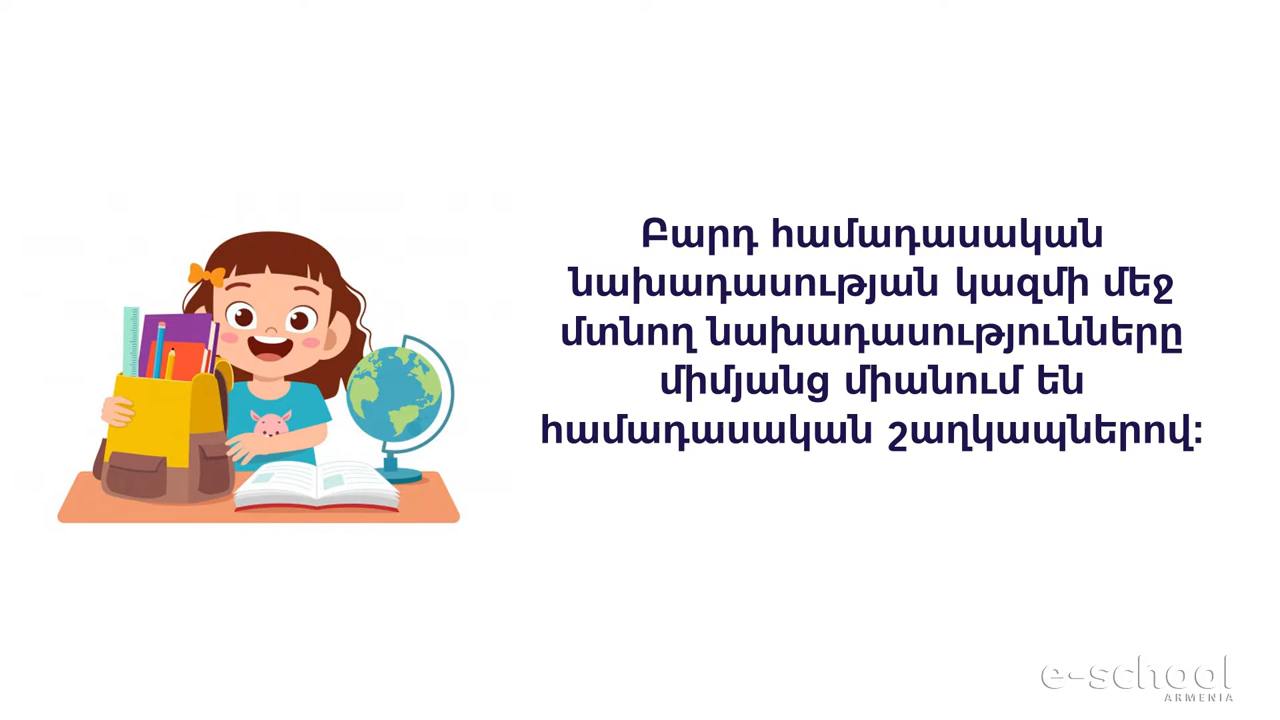 Բարդ համադասական
նախադասության կազմի մեջ
մտնող նախադասությունները
միմյանց միանում են
համադասական շաղկապներով:
e-school
ARMENIA